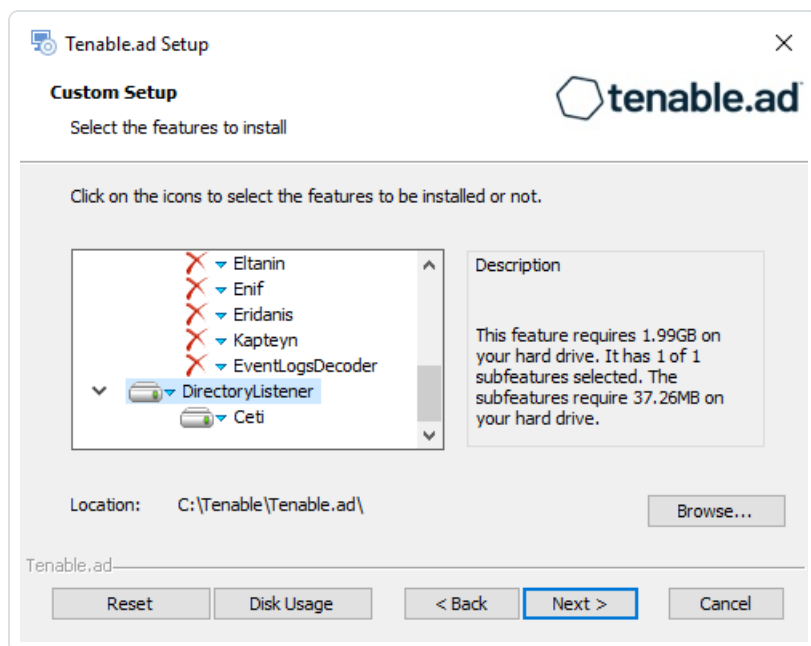 Tenable.ad Setup
Custom Setup
tenable.ad
Select the features to install
Click on the icons to select the features to be installed or not.
Eltanin
Enif
Eridanis
Kapteyn
EventLogsDecoder
DirectoryListener
Ceti
Description
This feature requires 1.99GB on
your hard drive. It has 1 of 1
subfeatures selected. The
subfeatures require 37.26MB on
your hard drive.
Location: C:\Tenable\Tenable.ad\
Browse...
Tenable.ad
Reset Disk Usage < Back Next > Cancel